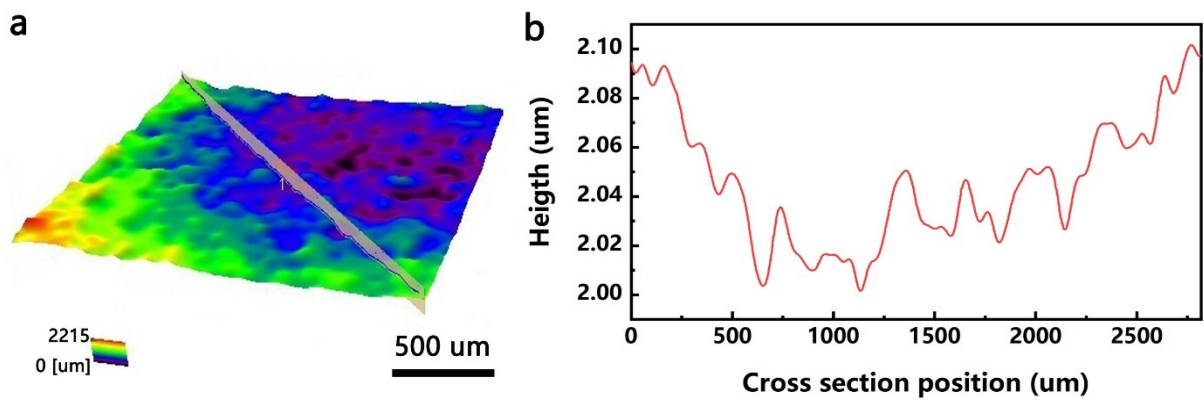 a
1
2215
0 [um]
500 um
b
2.10
2.08
2.06
2.04
2.02
2.00
Heigth (um)
0 500 1000 1500 2000 2500
Cross section position (um)